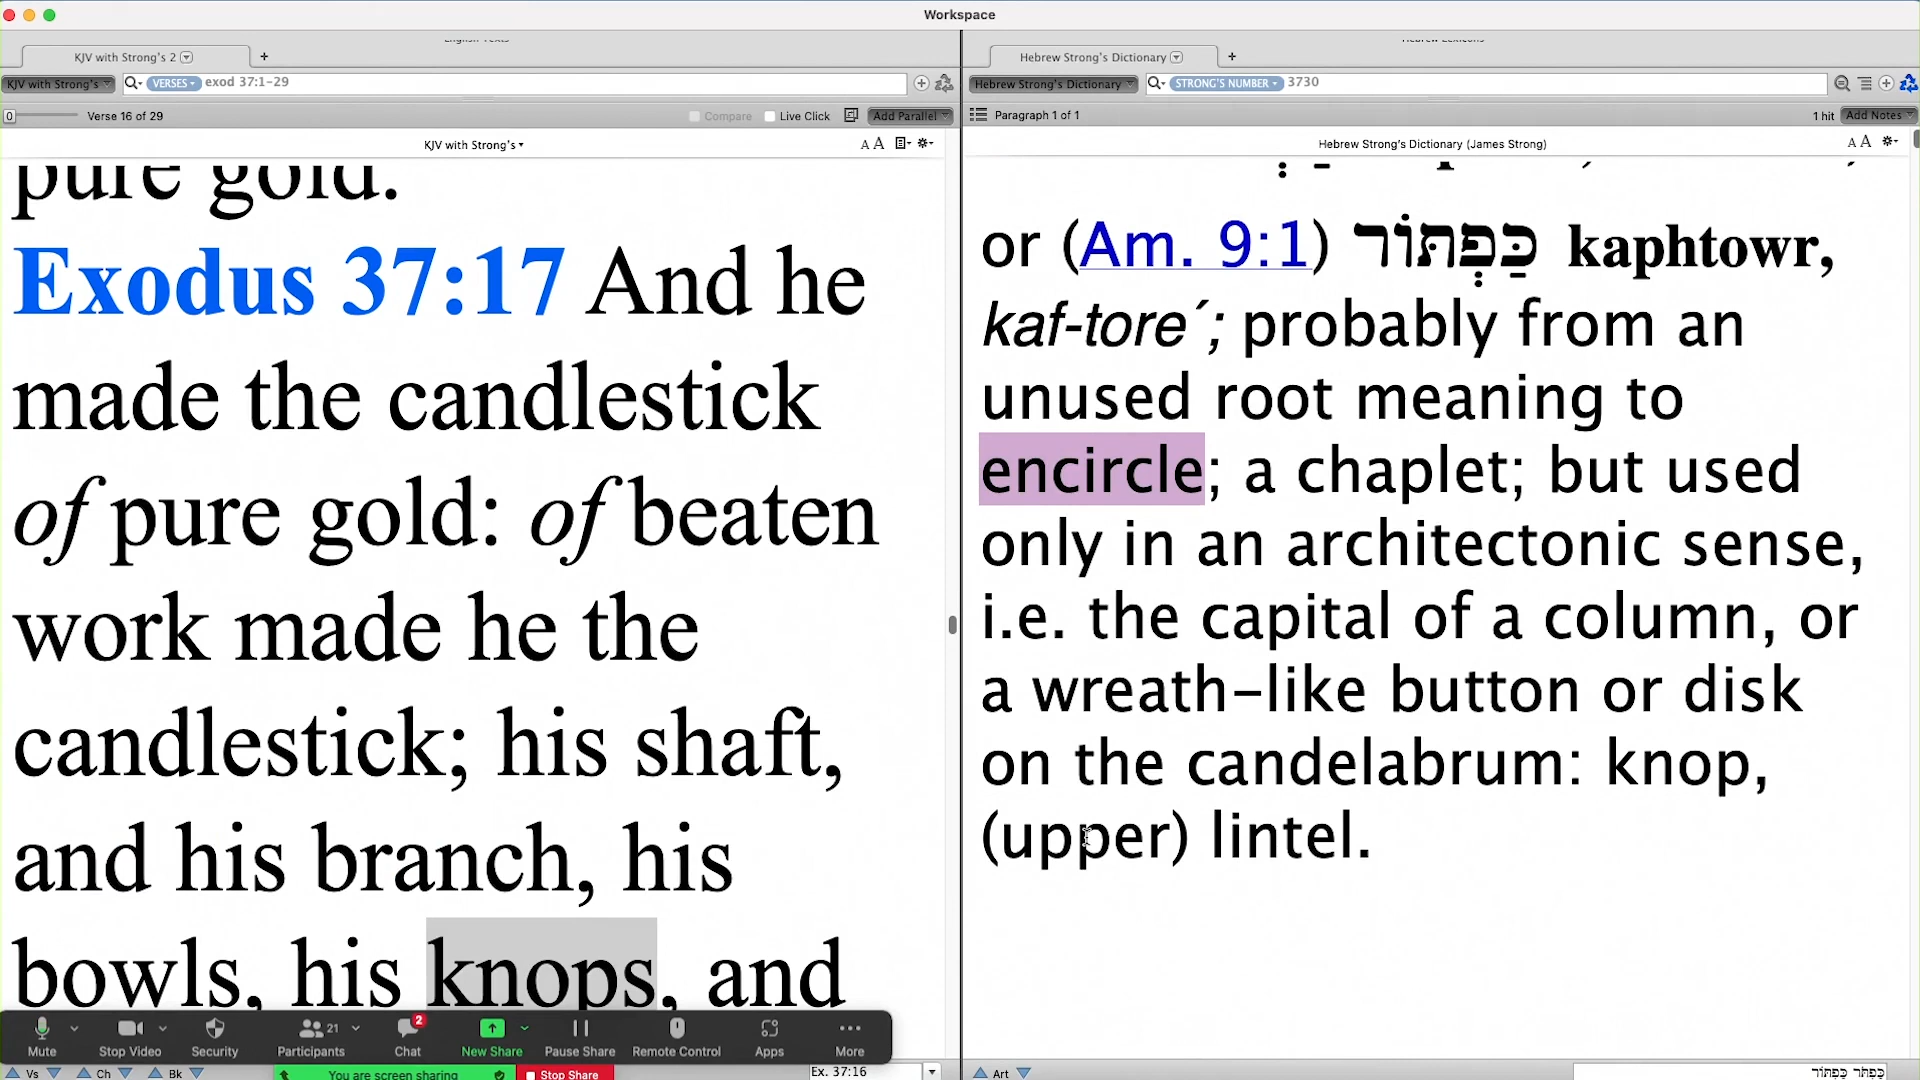 Workspace
KJV with Strong's 2
+
KJV with Strong's
VERSES
exod 37:1-29
0
Verse 16 of 29
Compare
Live Click
Add Parallel
KJV with Strong's
A A
pure gold.
Exodus 37:17 And he
made the candlestick
of pure gold: of beaten
work made he the
candlestick; his shaft,
and his branch, his
bowls, his knops, and
Hebrew Strong's Dictionary
+
Hebrew Strong's Dictionary
STRONG'S NUMBER
3730
Paragraph 1 of 1
1 hit
Add Notes
Hebrew Strong's Dictionary (James Strong)
A A
or (Am. 9:1) כַּפְתּוֹר kaphtowr,
kaf-tore´; probably from an
unused root meaning to
encircle; a chaplet; but used
only in an architectonic sense,
i.e. the capital of a column, or
a wreath–like button or disk
on the candelabrum: knop,
(upper) lintel.
Mute
Stop Video
Security
21
Participants
2
Chat
New Share
Pause Share
Remote Control
Apps
More
Vs
Ch
Bk
You are screen sharing
Stop Share
Ex. 37:16
Art
כַּפְתֹּר כַּפְתּוֹר